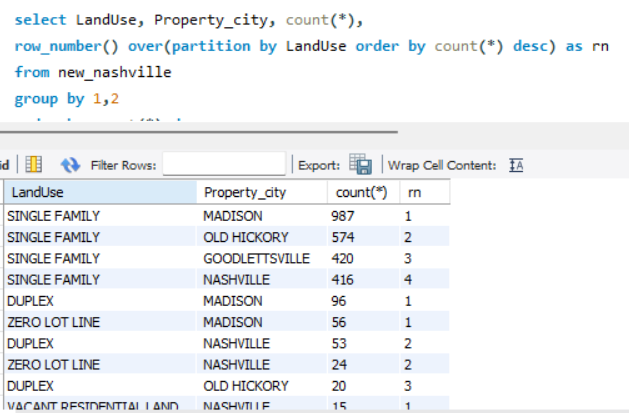 select LandUse, Property_city, count(*),
row_number() over(partition by LandUse order by count(*) desc) as rn
from new_nashville
group by 1,2
id Filter Rows: Export: Wrap Cell Content:
LandUse Property_city count(*) rn
SINGLE FAMILY MADISON 987 1
SINGLE FAMILY OLD HICKORY 574 2
SINGLE FAMILY GOODLETTSVILLE 420 3
SINGLE FAMILY NASHVILLE 416 4
DUPLEX MADISON 96 1
ZERO LOT LINE MADISON 56 1
DUPLEX NASHVILLE 53 2
ZERO LOT LINE NASHVILLE 24 2
DUPLEX OLD HICKORY 20 3
VACANT RESIDENTIAL LAND NASHVILLE 15 1